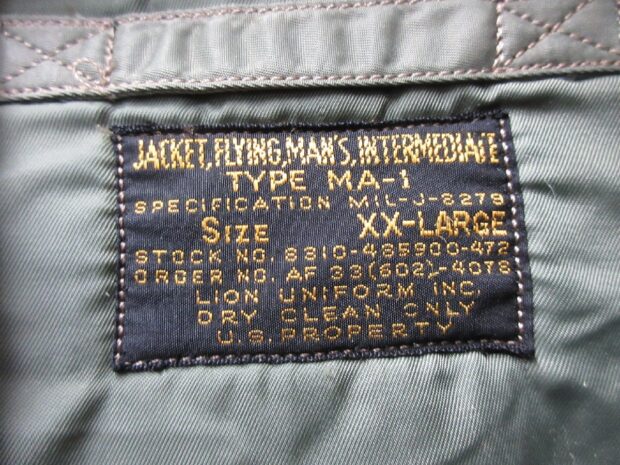 JACKET, FLYING, MAN'S, INTERMEDIATE
TYPE MA-1
SPECIFICATION MIL-J-8279
SIZE XX-LARGE
STOCK NO. 8310-485900-472
ORDER NO. AF 33(602)-4078
LION UNIFORM INC.
DRY CLEAN ONLY
U.S. PROPERTY